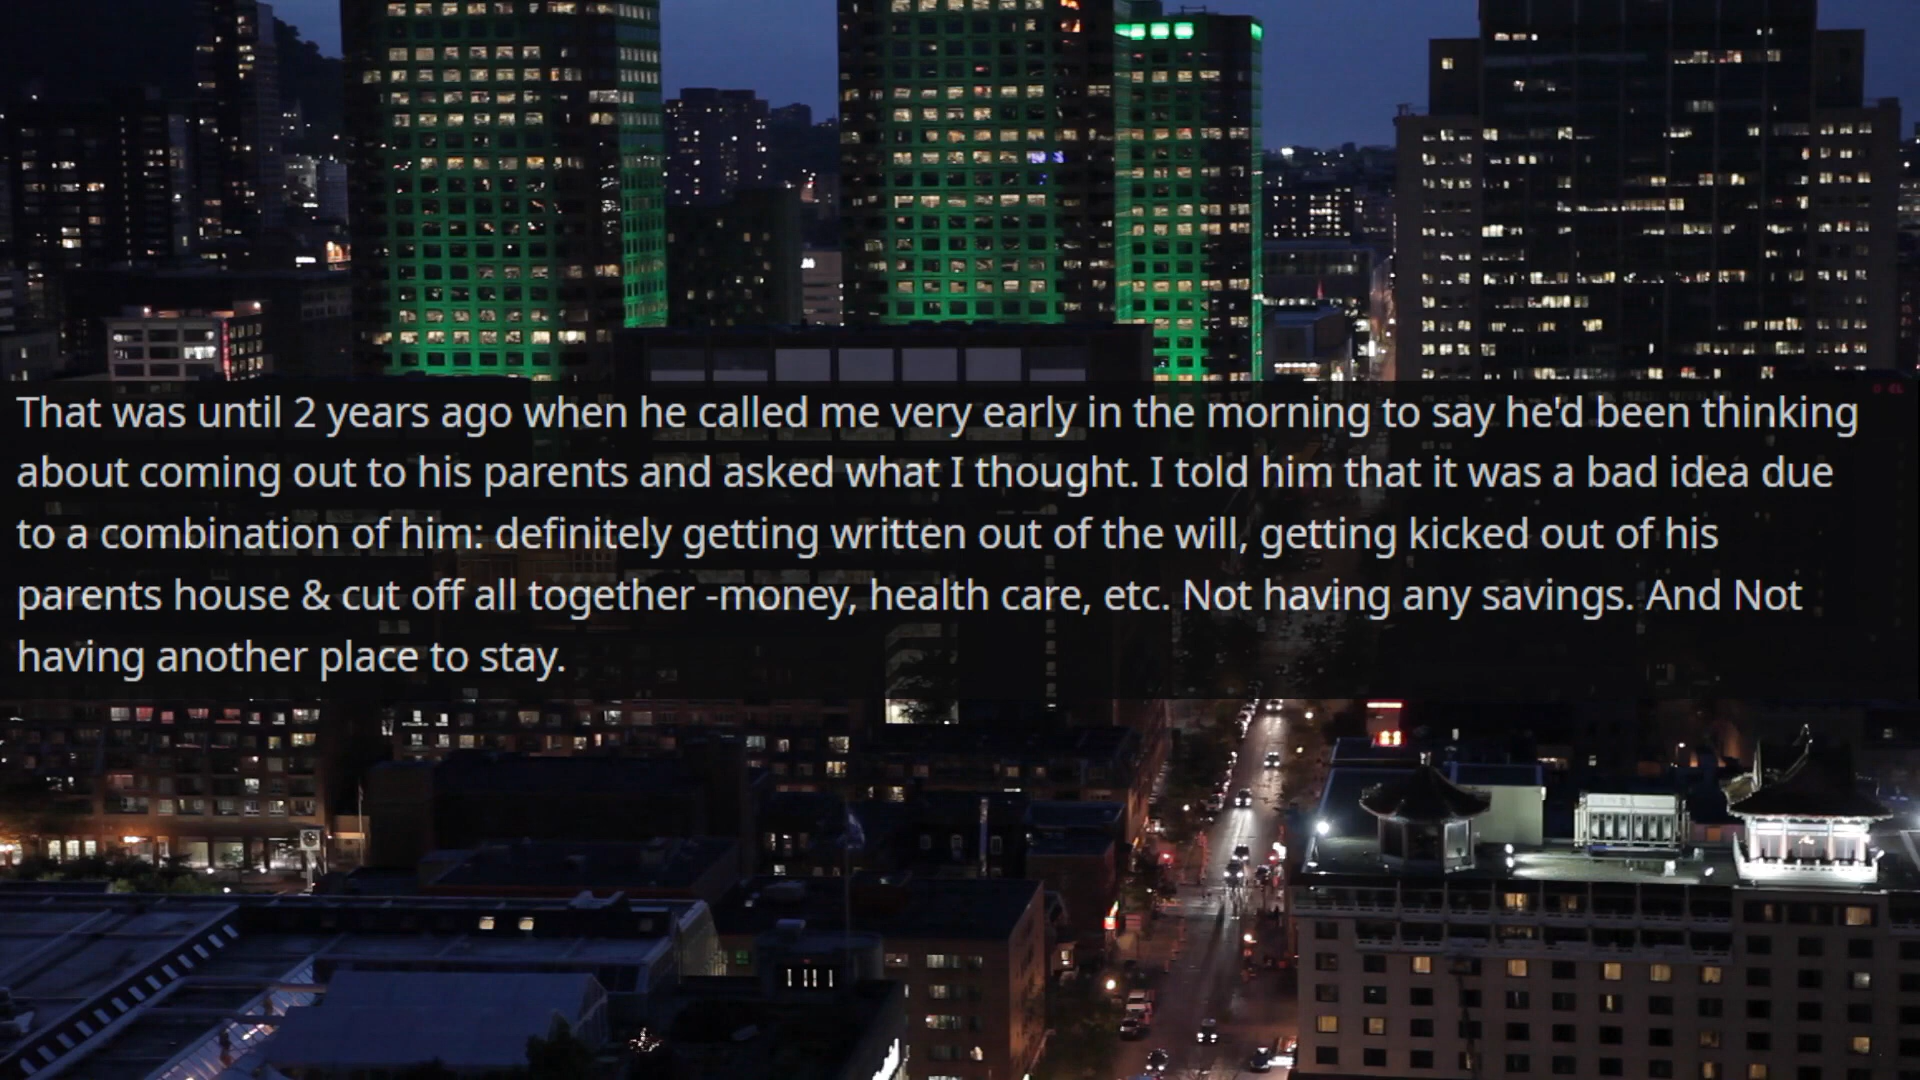 That was until 2 years ago when he called me very early in the morning to say he'd been thinking
about coming out to his parents and asked what I thought. I told him that it was a bad idea due
to a combination of him: definitely getting written out of the will, getting kicked out of his
parents house & cut off all together -money, health care, etc. Not having any savings. And Not
having another place to stay.